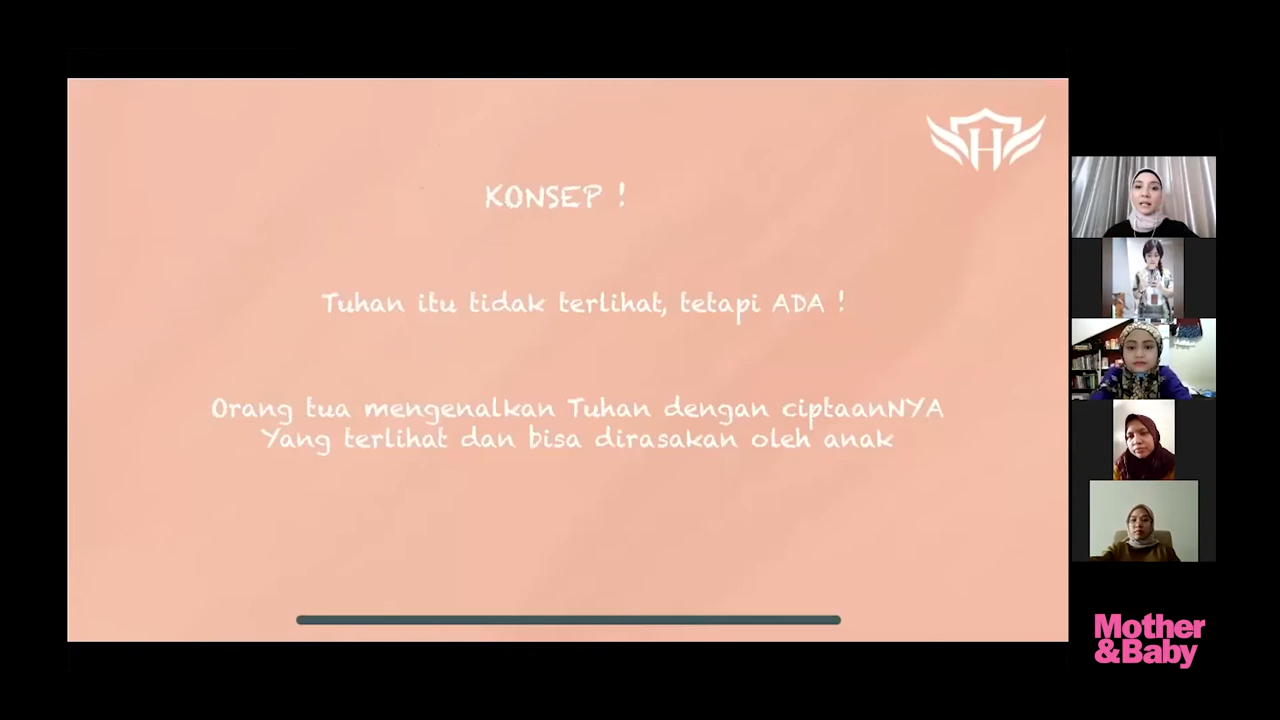 H
KONSEP !
Tuhan itu tidak terlihat, tetapi ADA !
Orang tua mengenalkan Tuhan dengan ciptaanNYA
Yang terlihat dan bisa dirasakan oleh anak
Mother
&Baby